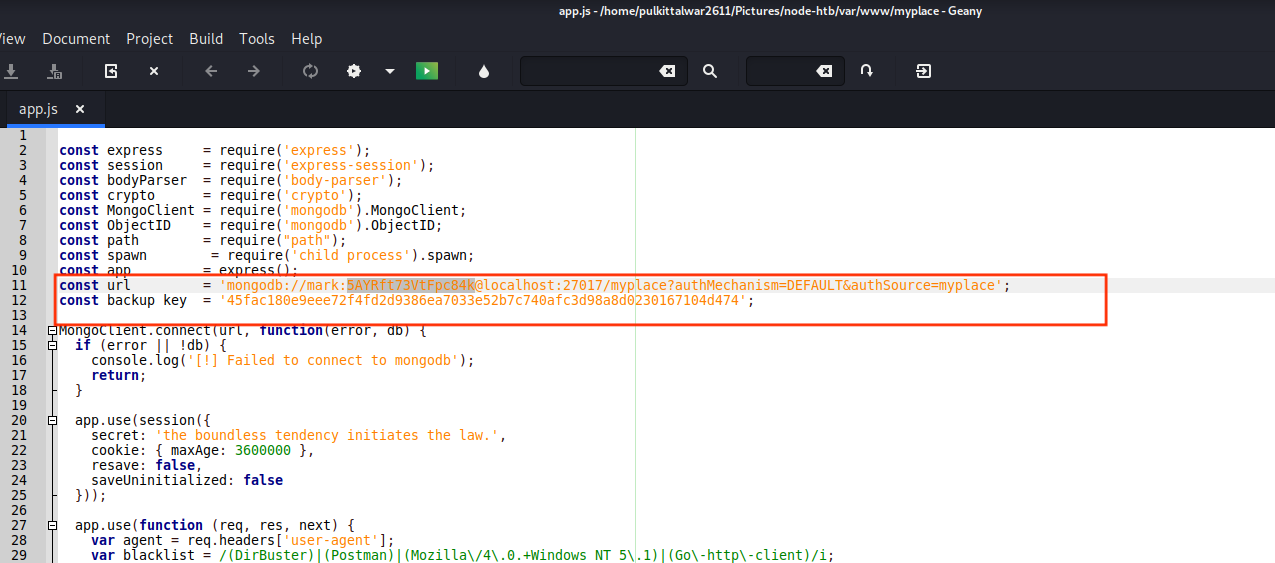 app.js - /home/pulkittalwar2611/Pictures/node-htb/var/www/myplace - Geany
View Document Project Build Tools Help
app.js
1
2 const express     = require('express');
3 const session     = require('express-session');
4 const bodyParser  = require('body-parser');
5 const crypto      = require('crypto');
6 const MongoClient = require('mongodb').MongoClient;
7 const ObjectID    = require('mongodb').ObjectID;
8 const path        = require("path");
9 const spawn        = require('child process').spawn;
10 const app         = express();
11 const url         = 'mongodb://mark:5AYRft73VtFpc84k@localhost:27017/myplace?authMechanism=DEFAULT&authSource=myplace';
12 const backup key  = '45fac180e9eee72f4fd2d9386ea7033e52b7c740afc3d98a8d0230167104d474';
13
14 MongoClient.connect(url, function(error, db) {
15   if (error || !db) {
16     console.log('[!] Failed to connect to mongodb');
17     return;
18   }
19
20   app.use(session({
21     secret: 'the boundless tendency initiates the law.',
22     cookie: { maxAge: 3600000 },
23     resave: false,
24     saveUninitialized: false
25   }));
26
27   app.use(function (req, res, next) {
28     var agent = req.headers['user-agent'];
29     var blacklist = /(DirBuster)|(Postman)|(Mozilla\/4\.0.+Windows NT 5\.1)|(Go\-http\-client)/i;